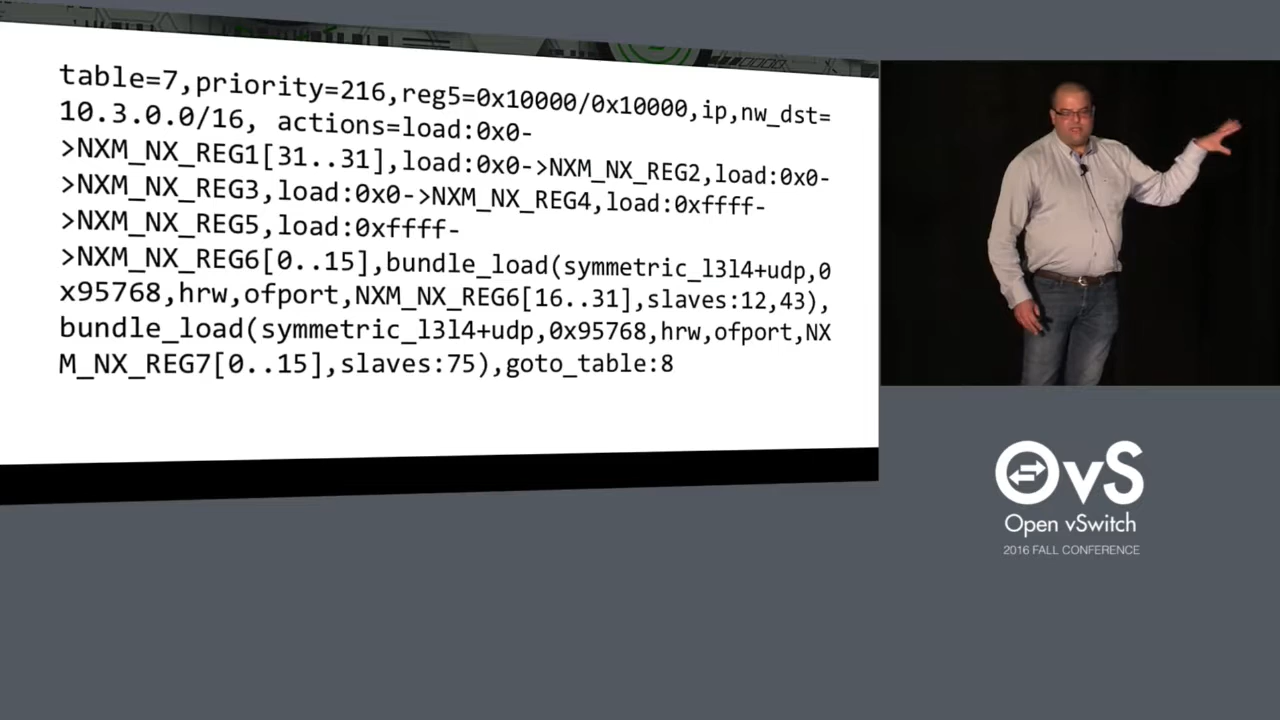 table=7,priority=216,reg5=0x10000/0x10000,ip,nw_dst=
10.3.0.0/16, actions=load:0x0-
>NXM_NX_REG1[31..31],load:0x0->NXM_NX_REG2,load:0x0-
>NXM_NX_REG3,load:0x0->NXM_NX_REG4,load:0xffff-
>NXM_NX_REG5,load:0xffff-
>NXM_NX_REG6[0..15],bundle_load(symmetric_l3l4+udp,0
x95768,hrw,ofport,NXM_NX_REG6[16..31],slaves:12,43),
bundle_load(symmetric_l3l4+udp,0x95768,hrw,ofport,NX
M_NX_REG7[0..15],slaves:75),goto_table:8
OvS
Open vSwitch
2016 FALL CONFERENCE